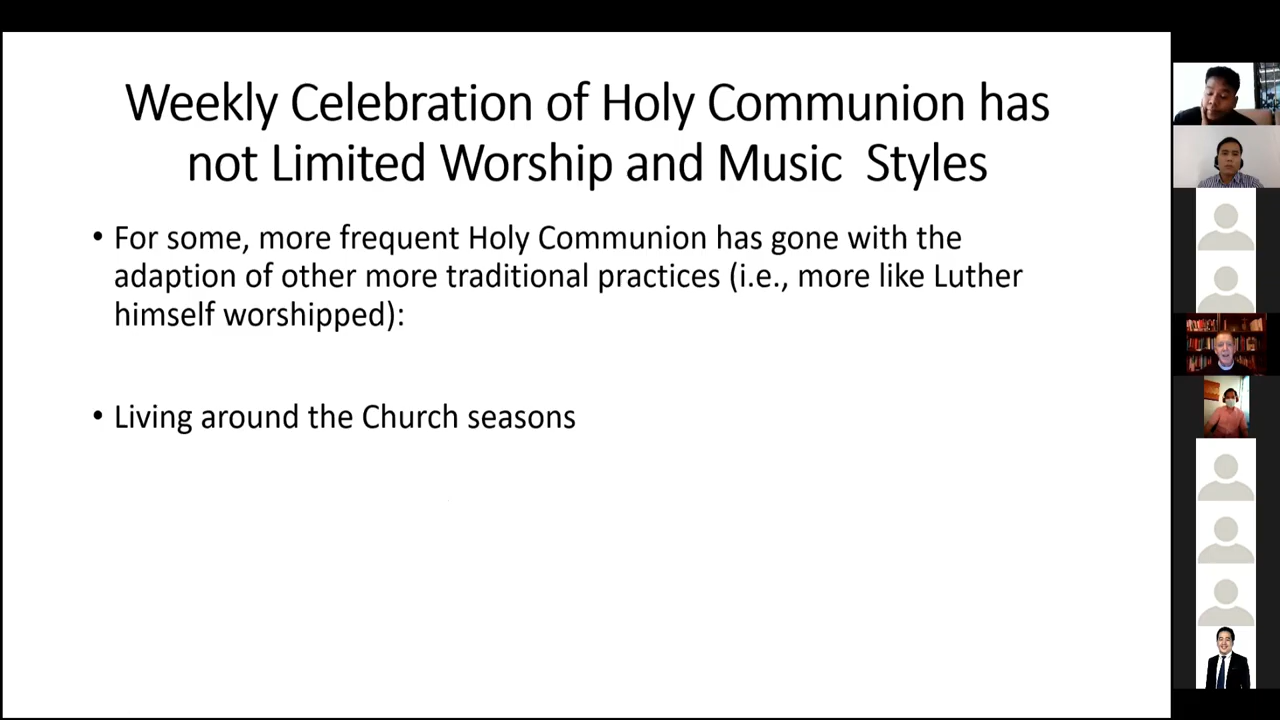 Weekly Celebration of Holy Communion has
not Limited Worship and Music  Styles
• For some, more frequent Holy Communion has gone with the
adaption of other more traditional practices (i.e., more like Luther
himself worshipped):
• Living around the Church seasons